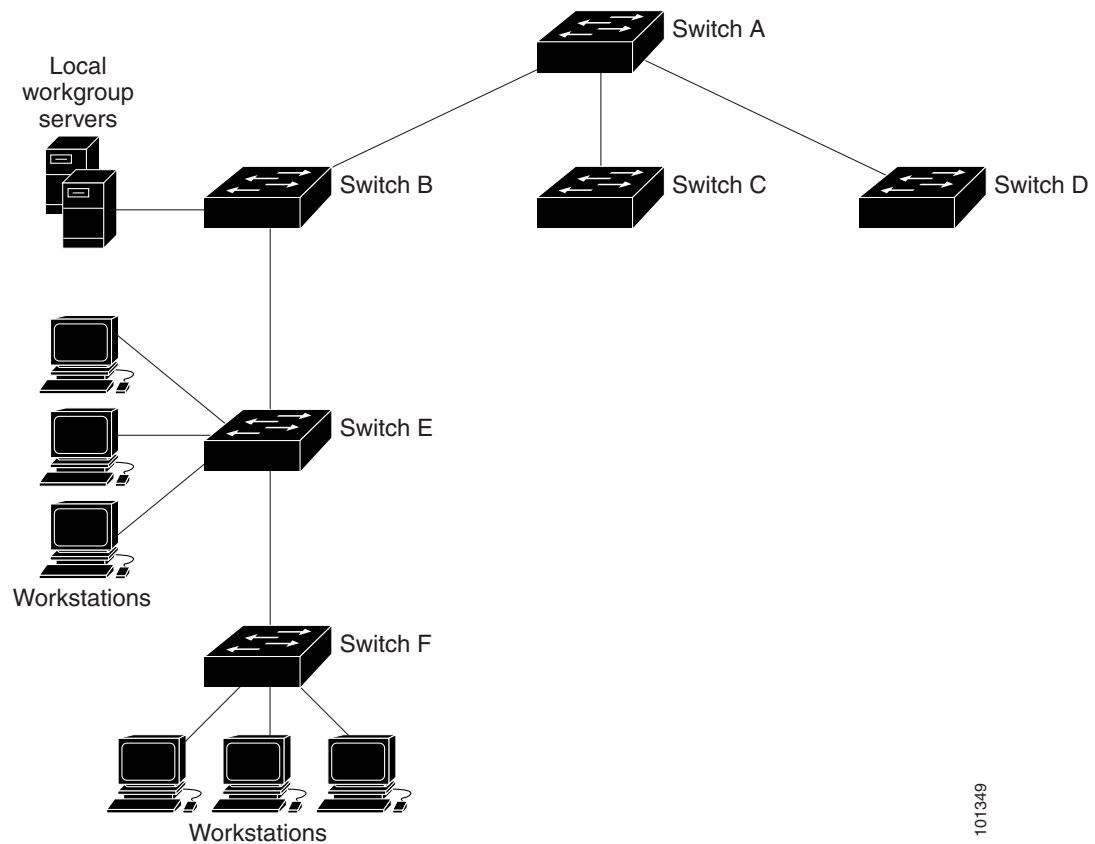 Switch A
Local
workgroup
servers
Switch B
Switch C
Switch D
Switch E
Workstations
Switch F
Workstations
101349